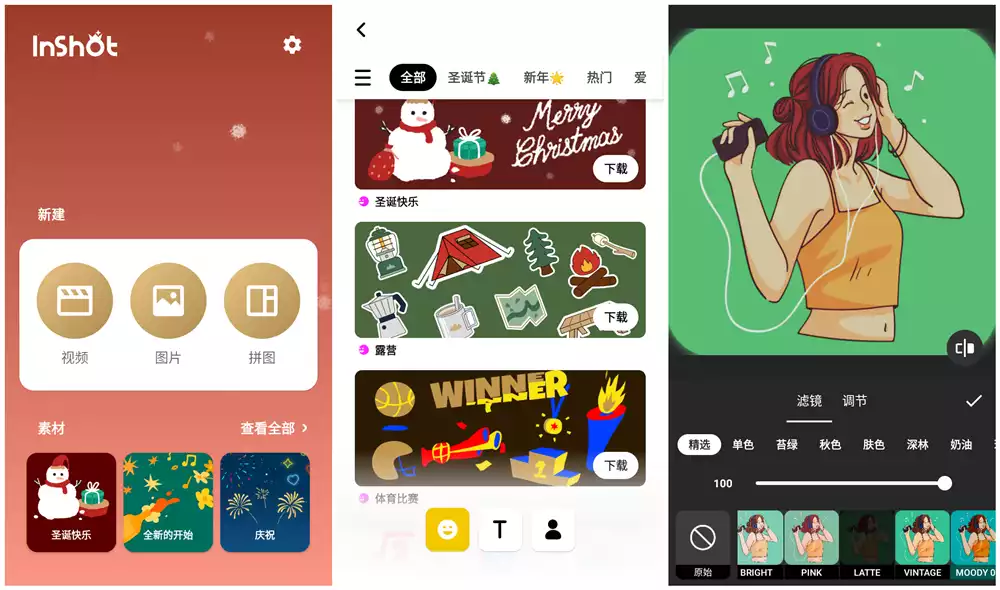 InShot
新建
视频
图片
拼图
素材
查看全部
圣诞快乐
全新的开始
庆祝
全部
圣诞节🎄
新年🌟
热门
爱
Merry
Christmas
下载
圣诞快乐
下载
露营
WINNER
1
下载
体育比赛
T
滤镜
调节
精选
单色
苔绿
秋色
肤色
深林
奶油
100
原始
BRIGHT
PINK
LATTE
VINTAGE
MOODY 0